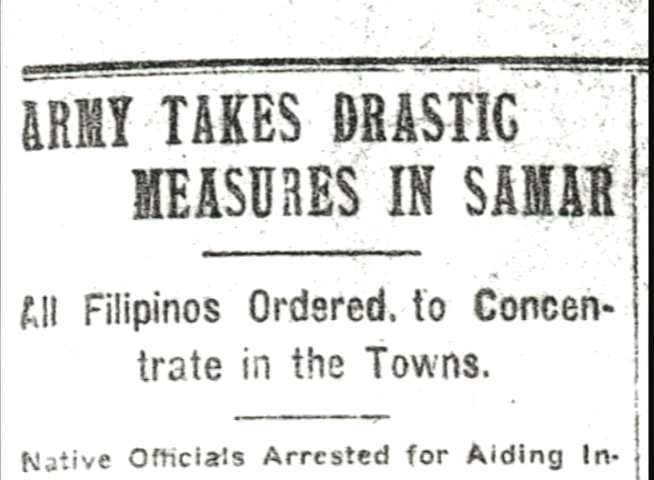 ARMY TAKES DRASTIC
MEASURES IN SAMAR
All Filipinos Ordered. to Concen-
trate in the Towns.
Native Officials Arrested for Aiding In-